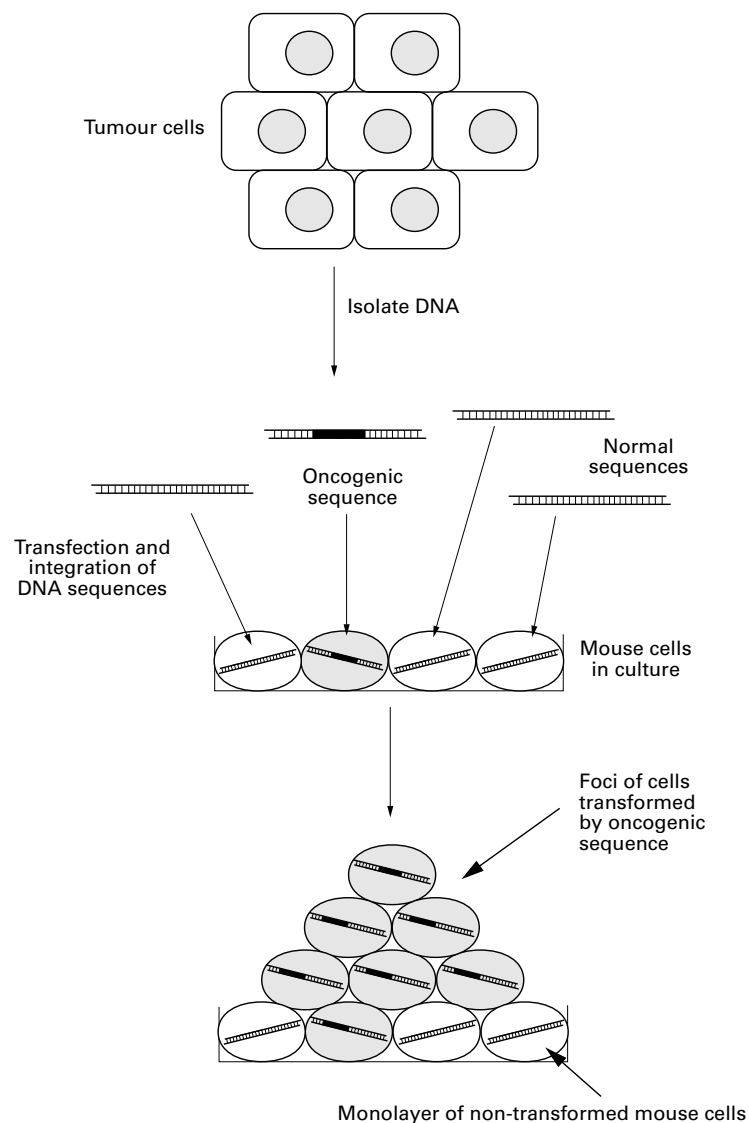 Tumour cells
Isolate DNA
Normal
sequences
Oncogenic
sequence
Transfection and
integration of
DNA sequences
Mouse cells
in culture
Foci of cells
transformed
by oncogenic
sequence
Monolayer of non-transformed mouse cells